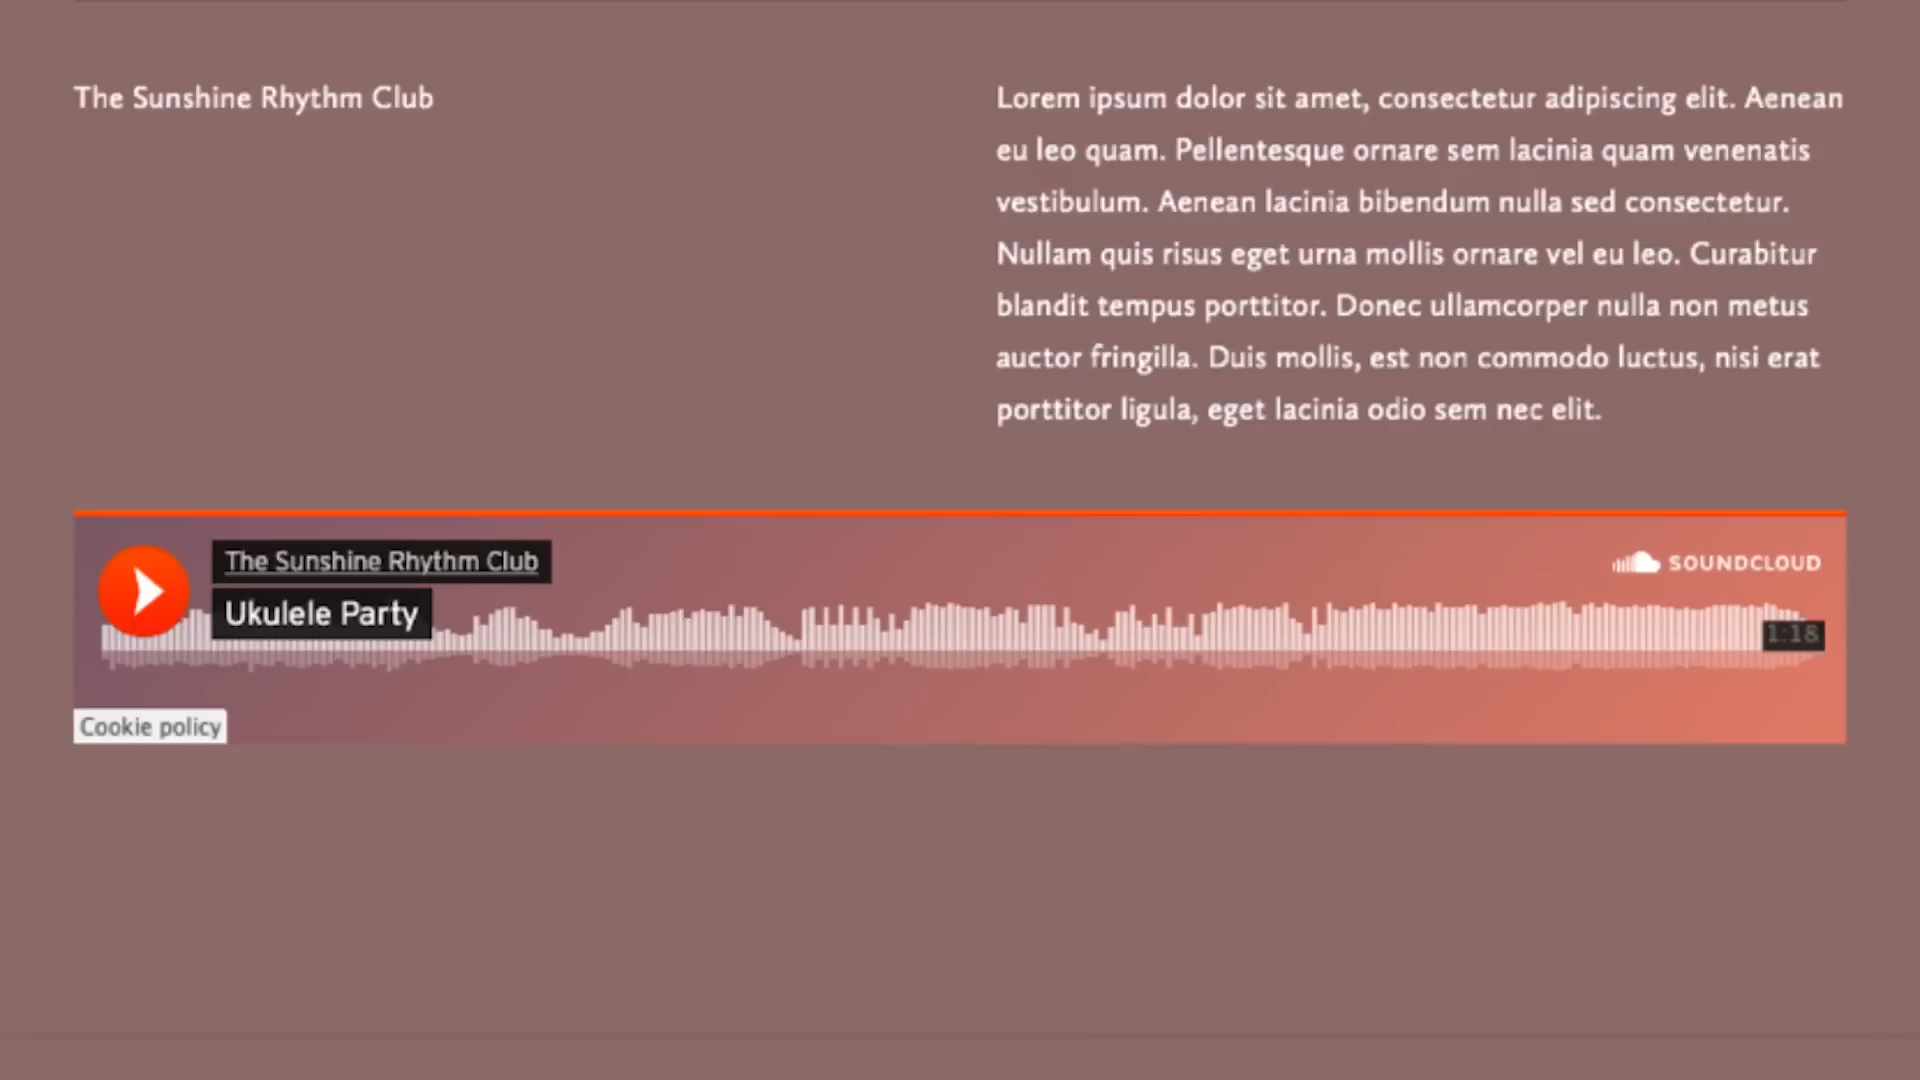 The Sunshine Rhythm Club
Lorem ipsum dolor sit amet, consectetur adipiscing elit. Aenean
eu leo quam. Pellentesque ornare sem lacinia quam venenatis
vestibulum. Aenean lacinia bibendum nulla sed consectetur.
Nullam quis risus eget urna mollis ornare vel eu leo. Curabitur
blandit tempus porttitor. Donec ullamcorper nulla non metus
auctor fringilla. Duis mollis, est non commodo luctus, nisi erat
porttitor ligula, eget lacinia odio sem nec elit.
The Sunshine Rhythm Club
SOUNDCLOUD
Ukulele Party
1:18
Cookie policy